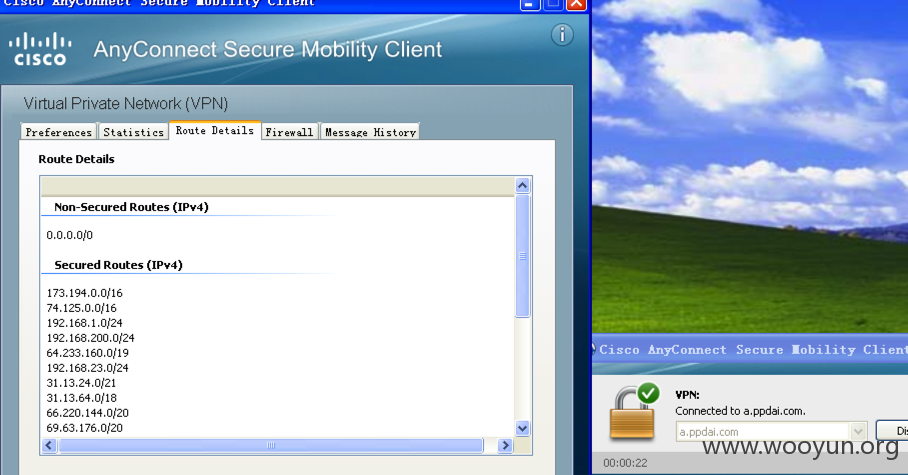 Cisco AnyConnect Secure Mobility Client
CISCO
AnyConnect Secure Mobility Client
Virtual Private Network (VPN)
Preferences Statistics Route Details Firewall Message History
Route Details
Non-Secured Routes (IPv4)
0.0.0.0/0
Secured Routes (IPv4)
173.194.0.0/16
74.125.0.0/16
192.168.1.0/24
192.168.200.0/24
64.233.160.0/19
192.168.23.0/24
31.13.24.0/21
31.13.64.0/18
66.220.144.0/20
69.63.176.0/20
Cisco AnyConnect Secure Mobility Client
VPN:
Connected to a.ppdai.com.
a.ppdai.com
Dis
00:00:22
www.wooyun.org